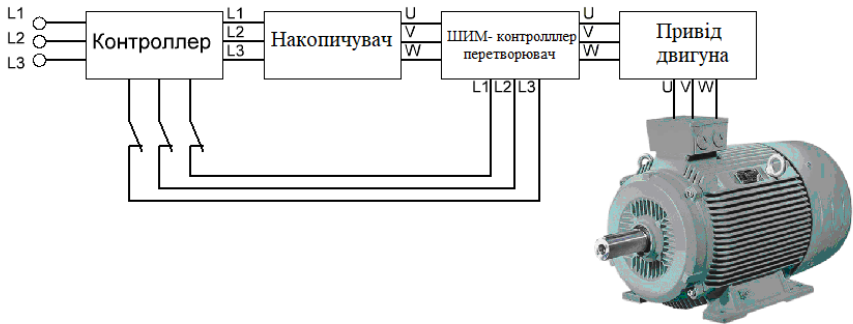 L1 L1 U U
L2 Контроллер L2 Накопичувач V ШИМ- контролллер V Привід
L3 L3 W перетворювач W двигуна
L1 L2 L3 U V W